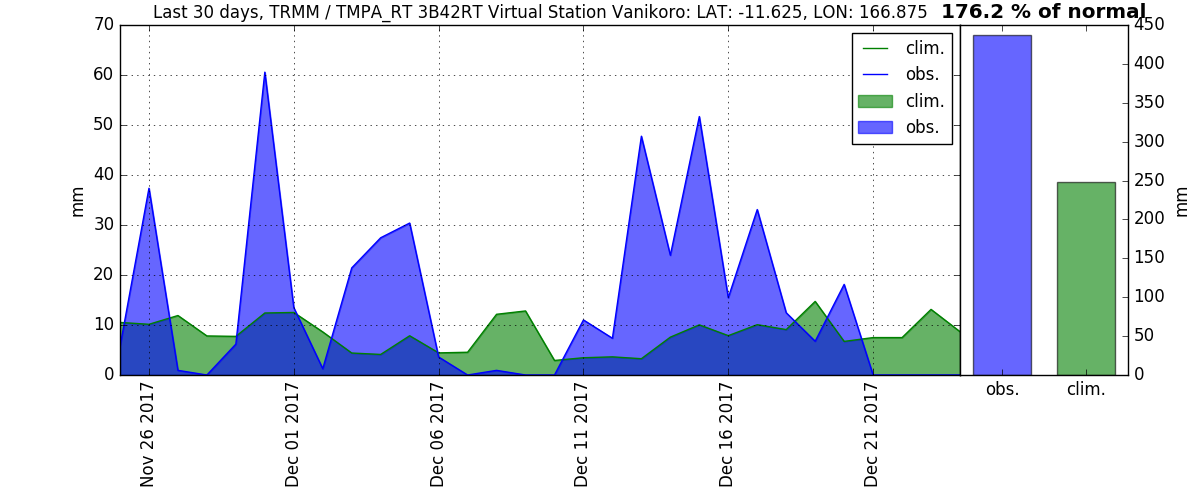 Last 30 days, TRMM / TMPA_RT 3B42RT Virtual Station Vanikoro: LAT: -11.625, LON: 166.875 176.2 % of normal
70
60
50
40
30
20
10
0
mm
clim.
obs.
clim.
obs.
Nov 26 2017
Dec 01 2017
Dec 06 2017
Dec 11 2017
Dec 16 2017
Dec 21 2017
450
400
350
300
250
200
150
100
50
0
mm
obs. clim.